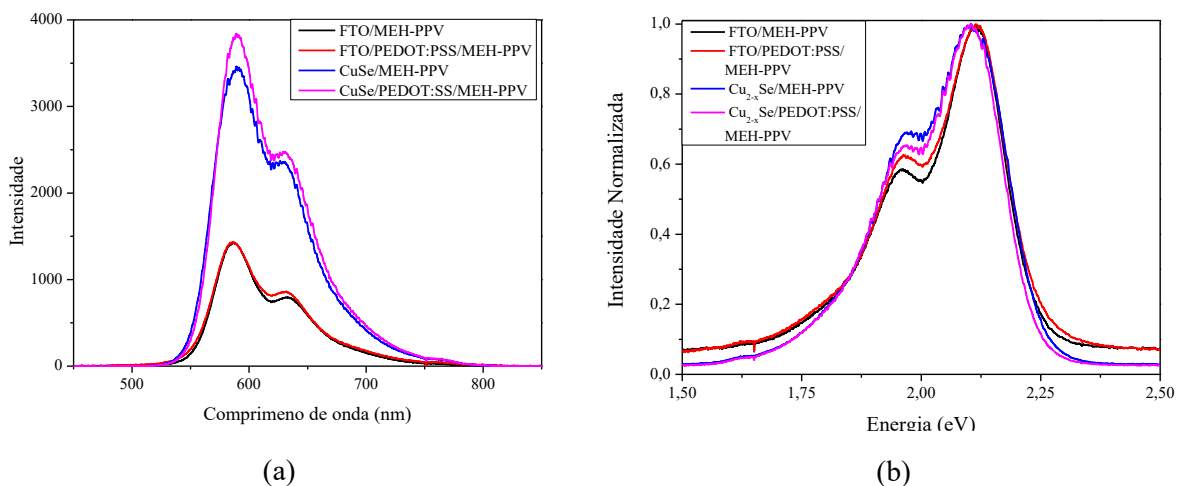 4000
3000
2000
1000
0
Intensidade
500
600
700
800
Comprimeno de onda (nm)
FTO/MEH-PPV
FTO/PEDOT:PSS/MEH-PPV
CuSe/MEH-PPV
CuSe/PEDOT:SS/MEH-PPV
(a)
1,0
0,8
0,6
0,4
0,2
0,0
Intensidade Normalizada
1,50
1,75
2,00
2,25
2,50
Energia (eV)
FTO/MEH-PPV
FTO/PEDOT:PSS/
MEH-PPV
Cu2-xSe/MEH-PPV
Cu2-xSe/PEDOT:PSS/
MEH-PPV
(b)